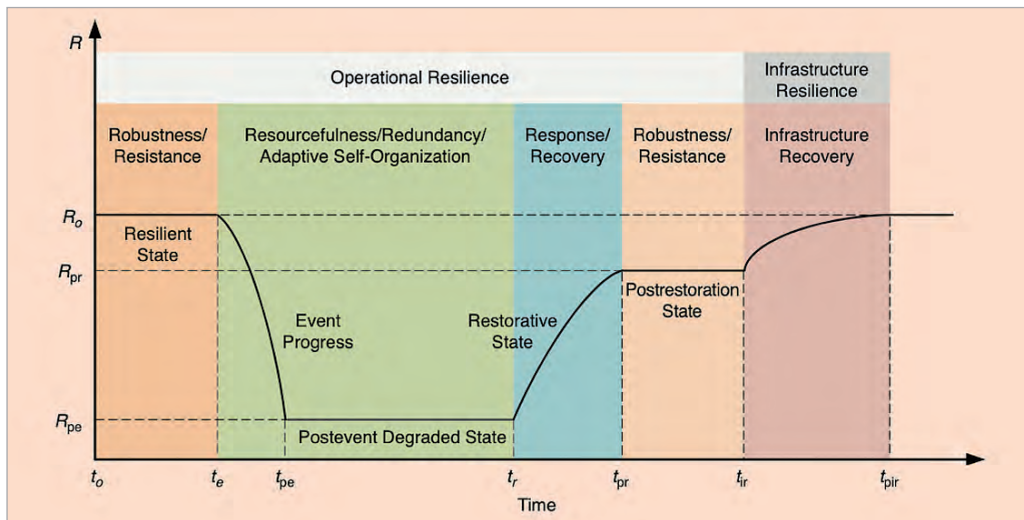 R
Operational Resilience
Infrastructure
Resilience
Robustness/
Resistance
Resourcefulness/Redundancy/
Adaptive Self-Organization
Response/
Recovery
Robustness/
Resistance
Infrastructure
Recovery
Ro
Resilient
State
Rpr
Event
Progress
Restorative
State
Postrestoration
State
Rpe
Postevent Degraded State
to
te
tpe
tr
tpr
tir
tpir
Time